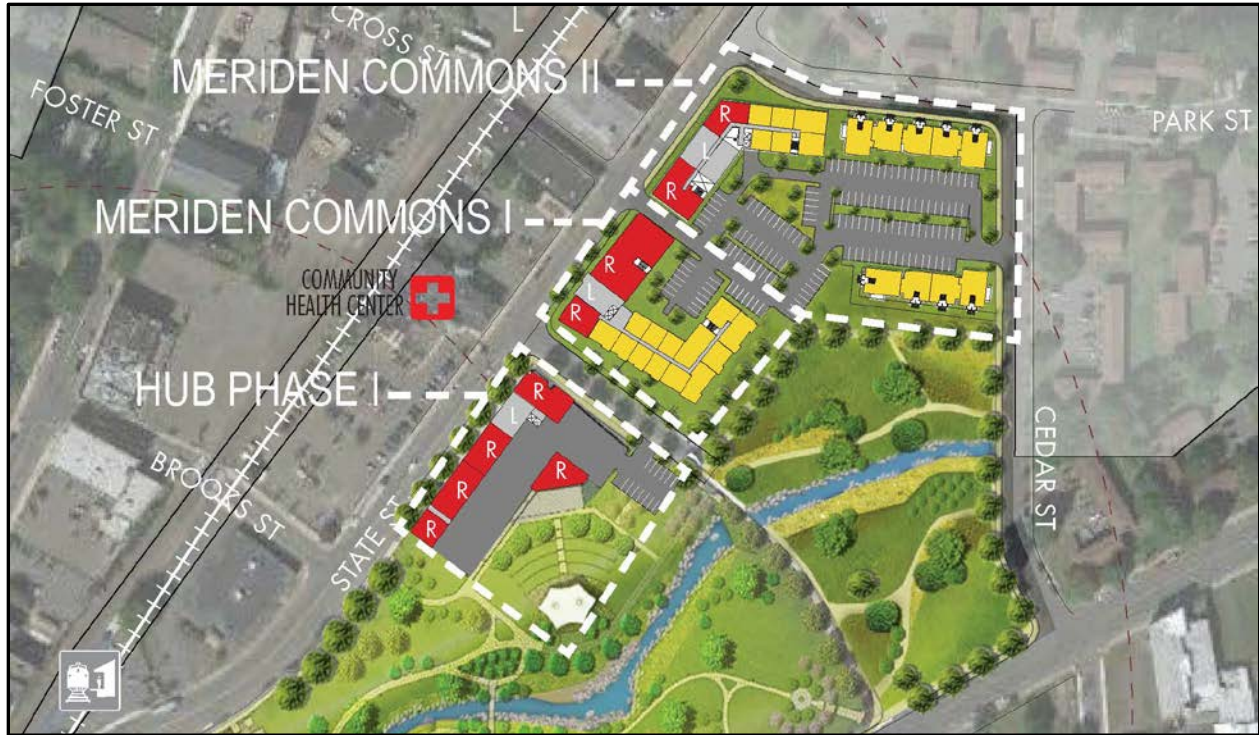 CROSS ST
L
MERIDEN COMMONS II
FOSTER ST
PARK ST
R
L
R
MERIDEN COMMONS I
R
L
R
COMMUNITY
HEALTH CENTER
HUB PHASE I
R
L
R
R
R
R
BROOKS ST
STATE ST
CEDAR ST